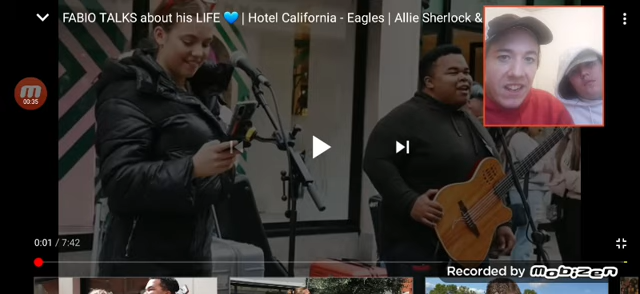 FABIO TALKS about his LIFE 💙 | Hotel California - Eagles | Allie Sherlock &
00:35
0:01 / 7:42
Recorded by mobizen